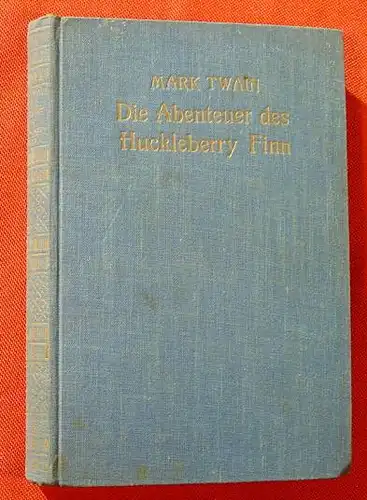 MARK TWAIN
Die Abenteuer des
Huckleberry Finn